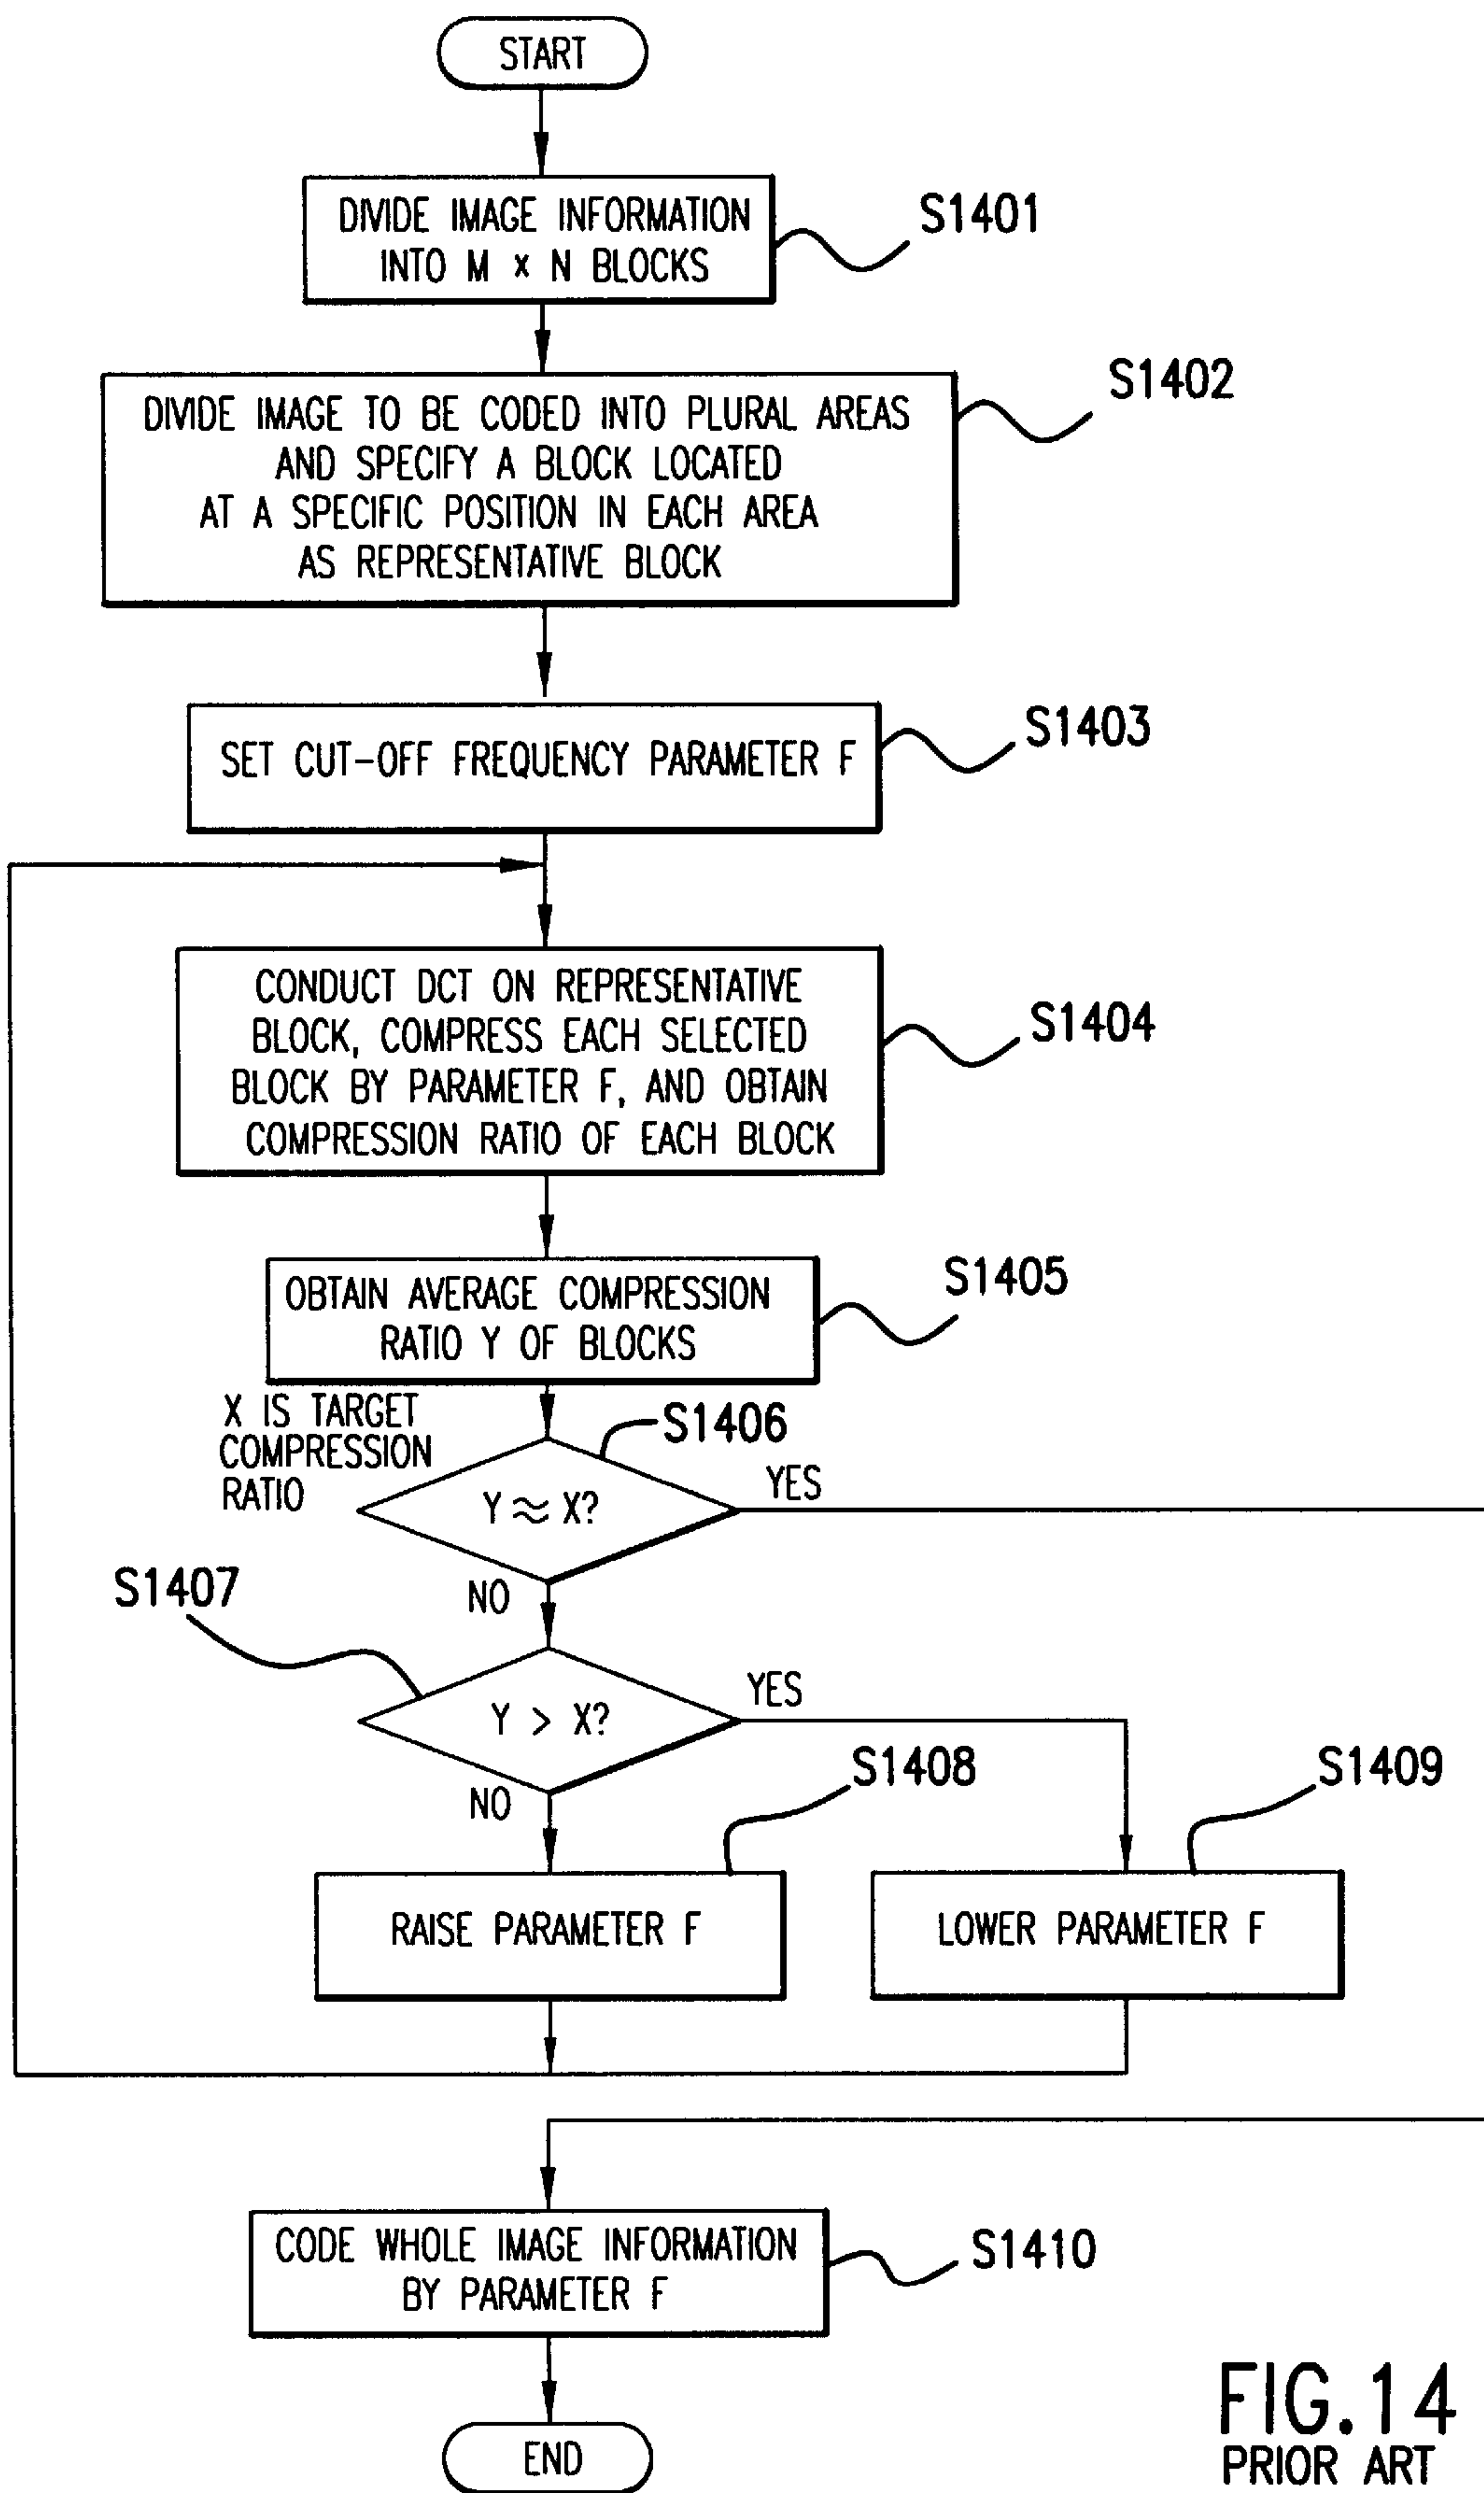 START
DIVIDE IMAGE INFORMATION
INTO M × N BLOCKS
S1401
DIVIDE IMAGE TO BE CODED INTO PLURAL AREAS
AND SPECIFY A BLOCK LOCATED
AT A SPECIFIC POSITION IN EACH AREA
AS REPRESENTATIVE BLOCK
S1402
SET CUT-OFF FREQUENCY PARAMETER F
S1403
CONDUCT DCT ON REPRESENTATIVE
BLOCK, COMPRESS EACH SELECTED
BLOCK BY PARAMETER F, AND OBTAIN
COMPRESSION RATIO OF EACH BLOCK
S1404
OBTAIN AVERAGE COMPRESSION
RATIO Y OF BLOCKS
S1405
X IS TARGET
COMPRESSION
RATIO
S1406
Y ≈ X?
YES
NO
S1407
Y > X?
YES
NO
S1408
S1409
RAISE PARAMETER F
LOWER PARAMETER F
CODE WHOLE IMAGE INFORMATION
BY PARAMETER F
S1410
END
FIG.14
PRIOR ART